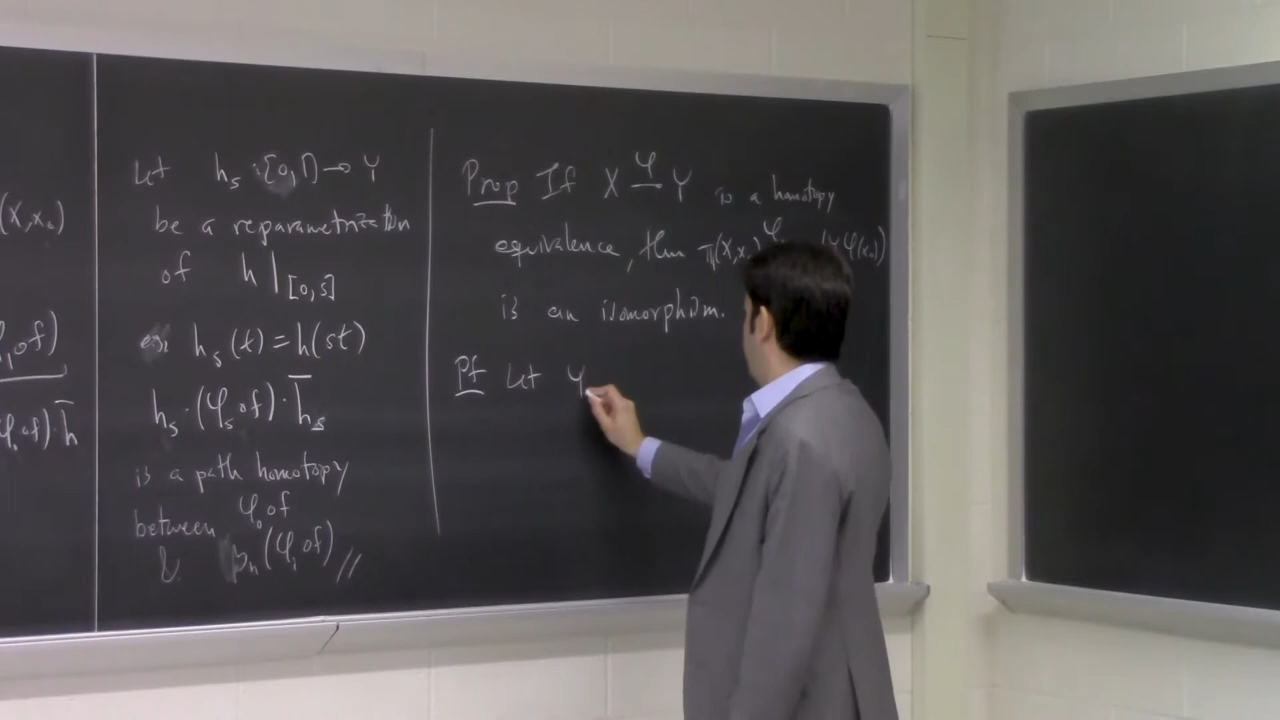 (X,x₀)
φ₁of)
(φ₁of)·h̄
Let hₛ:[0,1]→Y
be a reparametrization
of h|[0,s]
eg: hₛ(t)=h(st)
hₛ·(φₛof)·h̄ₛ
is a path homotopy
between φ₀of
& βₕ(φ₁of)//
Prop If X φ→ Y is a homotopy
equivalence, then π₁(X,x₀) φ(x₀))
is an isomorphism.
Pf Let